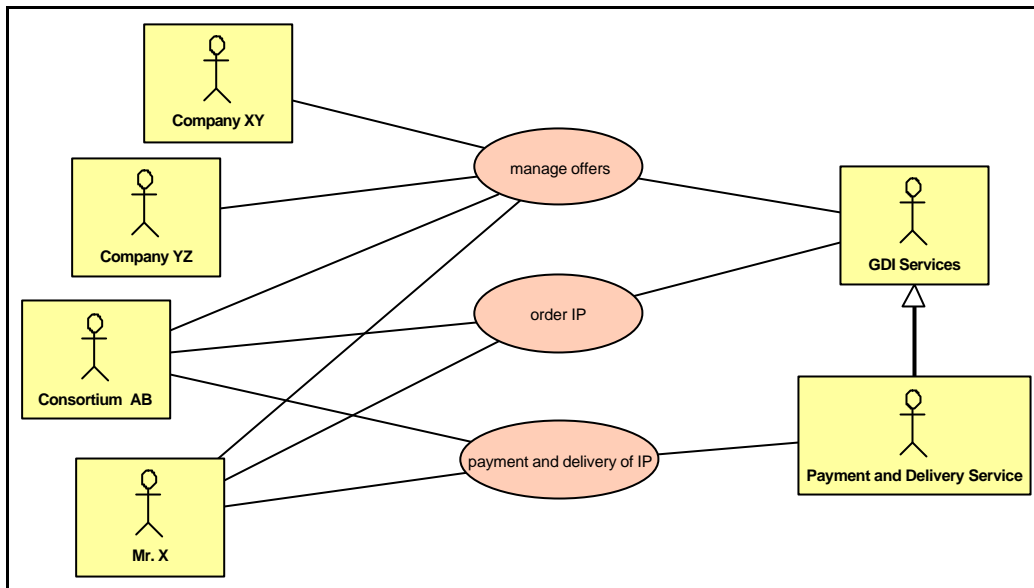 Company XY
manage offers
Company YZ
GDI Services
order IP
Consortium AB
payment and delivery of IP
Payment and Delivery Service
Mr. X